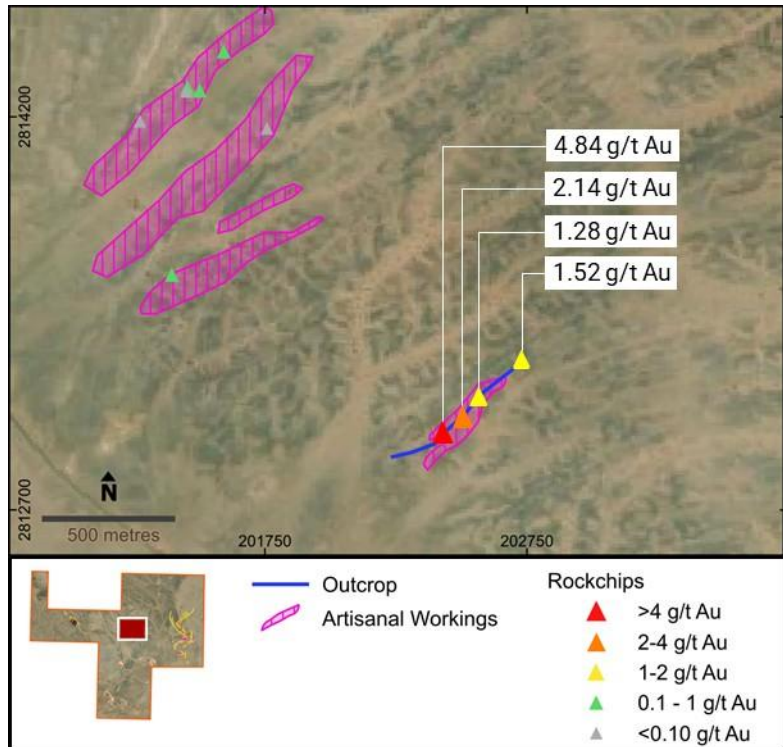 2814200
4.84 g/t Au
2.14 g/t Au
1.28 g/t Au
1.52 g/t Au
2812700
N
500 metres
201750
202750
Outcrop
Artisanal Workings
Rockchips
>4 g/t Au
2-4 g/t Au
1-2 g/t Au
0.1 - 1 g/t Au
<0.10 g/t Au